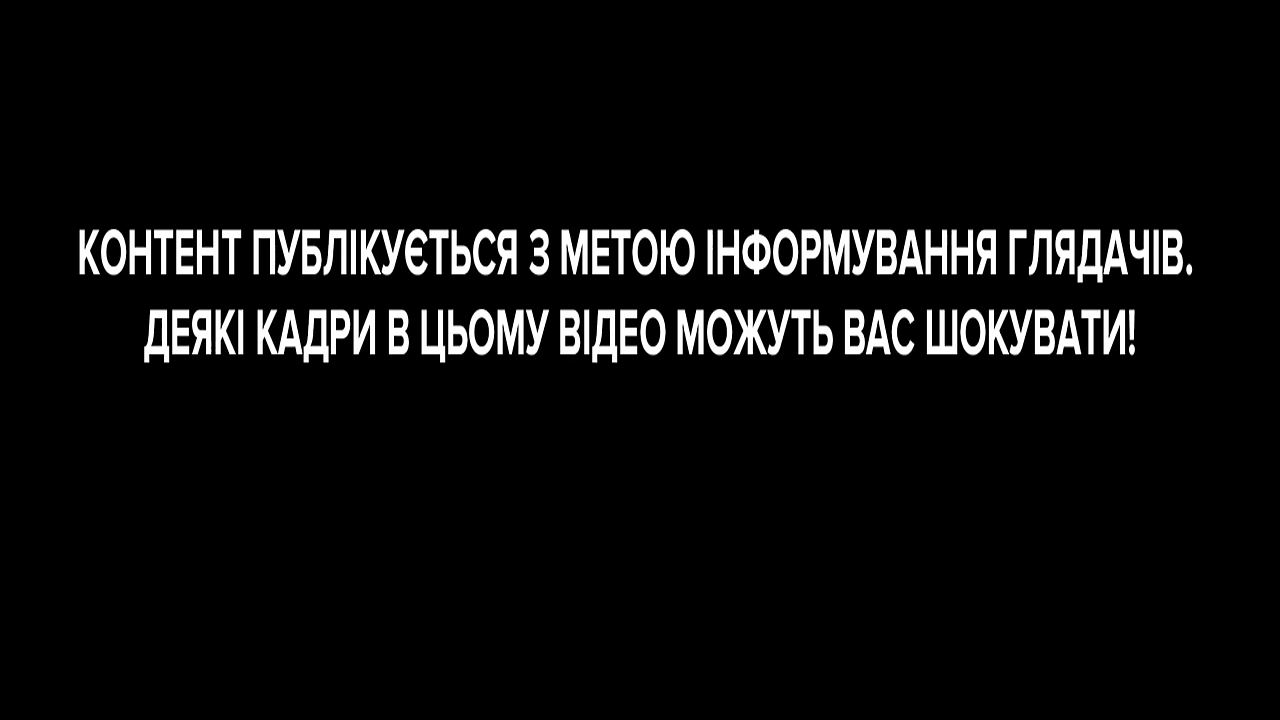 КОНТЕНТ ПУБЛІКУЄТЬСЯ З МЕТОЮ ІНФОРМУВАННЯ ГЛЯДАЧІВ.
ДЕЯКІ КАДРИ В ЦЬОМУ ВІДЕО МОЖУТЬ ВАС ШОКУВАТИ!